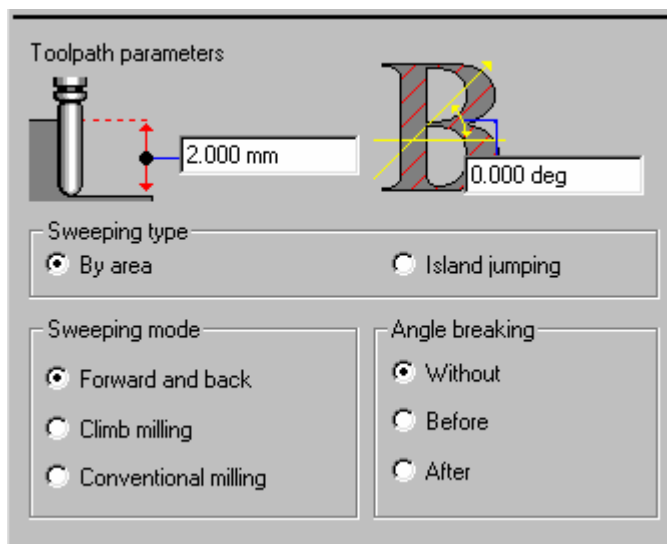 Toolpath parameters
2.000 mm
0.000 deg
Sweeping type
By area
Island jumping
Sweeping mode
Forward and back
Climb milling
Conventional milling
Angle breaking
Without
Before
After